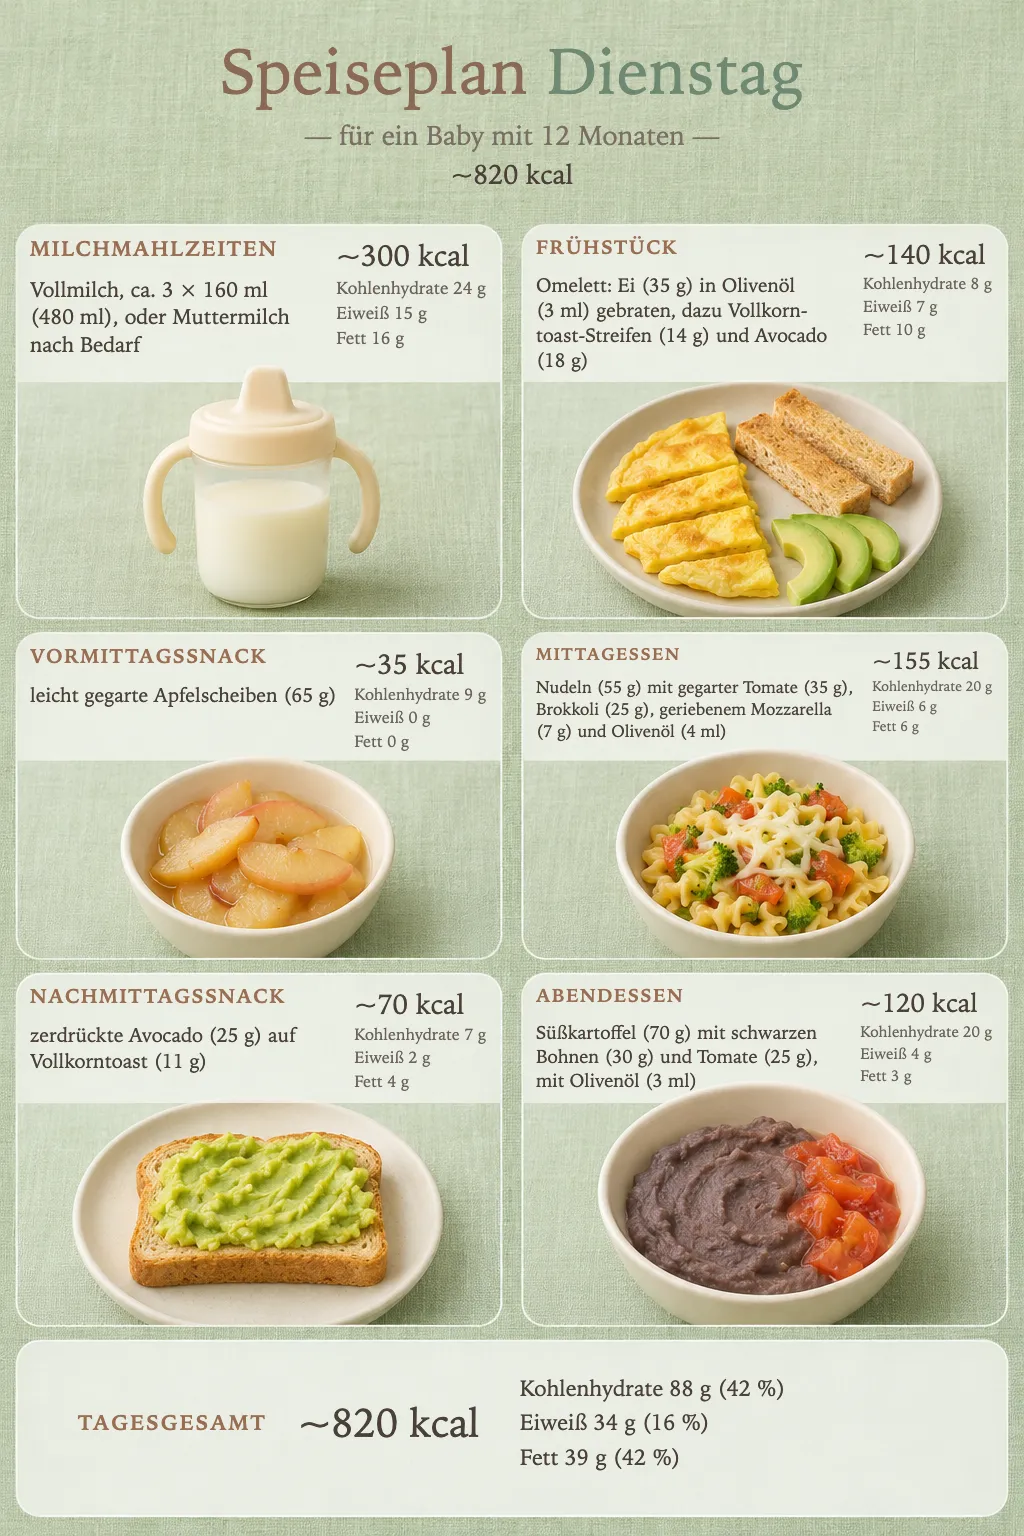 Speiseplan Dienstag
— für ein Baby mit 12 Monaten —
~820 kcal
MILCHMAHLZEITEN
Vollmilch, ca. 3 × 160 ml
(480 ml), oder Muttermilch
nach Bedarf
~300 kcal
Kohlenhydrate 24 g
Eiweiß 15 g
Fett 16 g
FRÜHSTÜCK
Omelett: Ei (35 g) in Olivenöl
(3 ml) gebraten, dazu Vollkorn-
toast-Streifen (14 g) und Avocado
(18 g)
~140 kcal
Kohlenhydrate 8 g
Eiweiß 7 g
Fett 10 g
VORMITTAGSSNACK
leicht gegarte Apfelscheiben (65 g)
~35 kcal
Kohlenhydrate 9 g
Eiweiß 0 g
Fett 0 g
MITTAGESSEN
Nudeln (55 g) mit gegarter Tomate (35 g),
Brokkoli (25 g), geriebenem Mozzarella
(7 g) und Olivenöl (4 ml)
~155 kcal
Kohlenhydrate 20 g
Eiweiß 6 g
Fett 6 g
NACHMITTAGSSNACK
zerdrückte Avocado (25 g) auf
Vollkorntoast (11 g)
~70 kcal
Kohlenhydrate 7 g
Eiweiß 2 g
Fett 4 g
ABENDESSEN
Süßkartoffel (70 g) mit schwarzen
Bohnen (30 g) und Tomate (25 g),
mit Olivenöl (3 ml)
~120 kcal
Kohlenhydrate 20 g
Eiweiß 4 g
Fett 3 g
TAGESGESAMT
~820 kcal
Kohlenhydrate 88 g (42 %)
Eiweiß 34 g (16 %)
Fett 39 g (42 %)